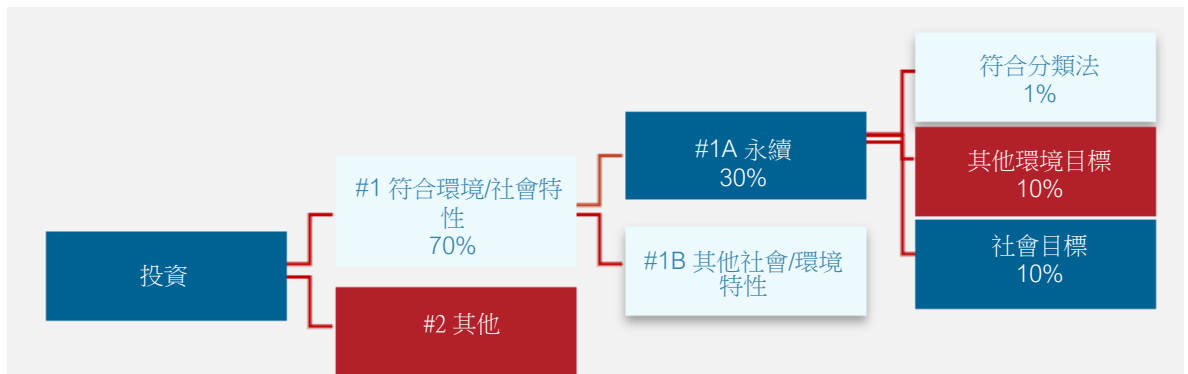 投資
#1 符合環境/社會特
性
70%
#2 其他
#1A 永續
30%
#1B 其他社會/環境
特性
符合分類法
1%
其他環境目標
10%
社會目標
10%